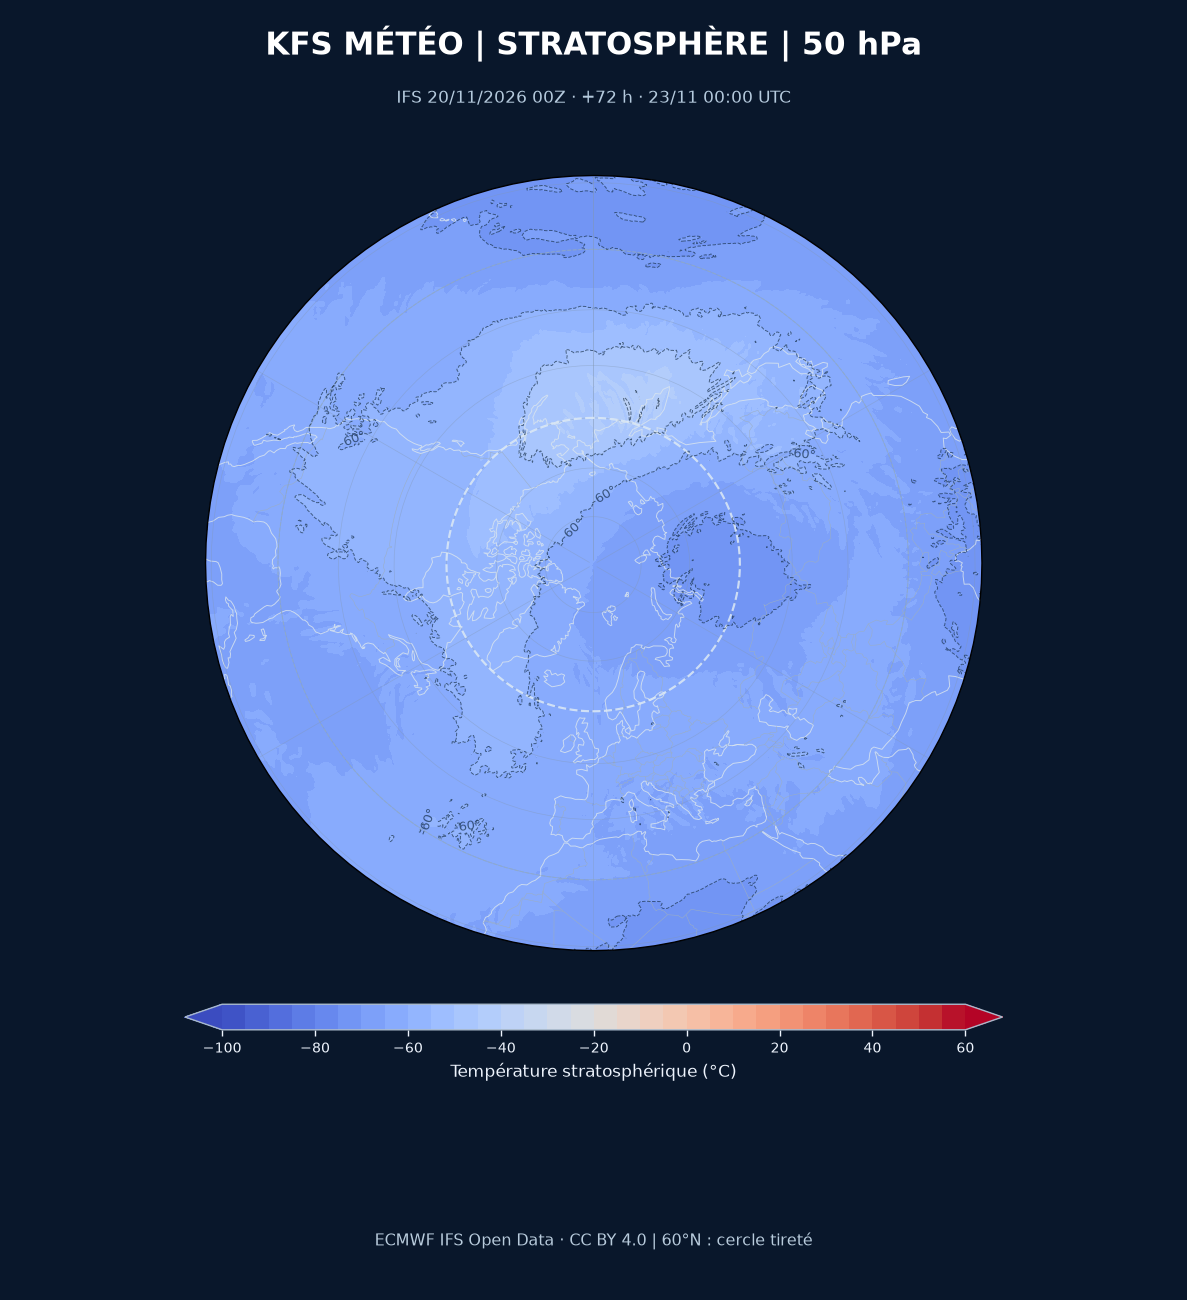 KFS MÉTÉO | STRATOSPHÈRE | 50 hPa
IFS 20/11/2026 00Z · +72 h · 23/11 00:00 UTC
60°
60°
60°
60°
60°
60°
−100 −80 −60 −40 −20 0 20 40 60
Température stratosphérique (°C)
ECMWF IFS Open Data · CC BY 4.0 | 60°N : cercle tireté